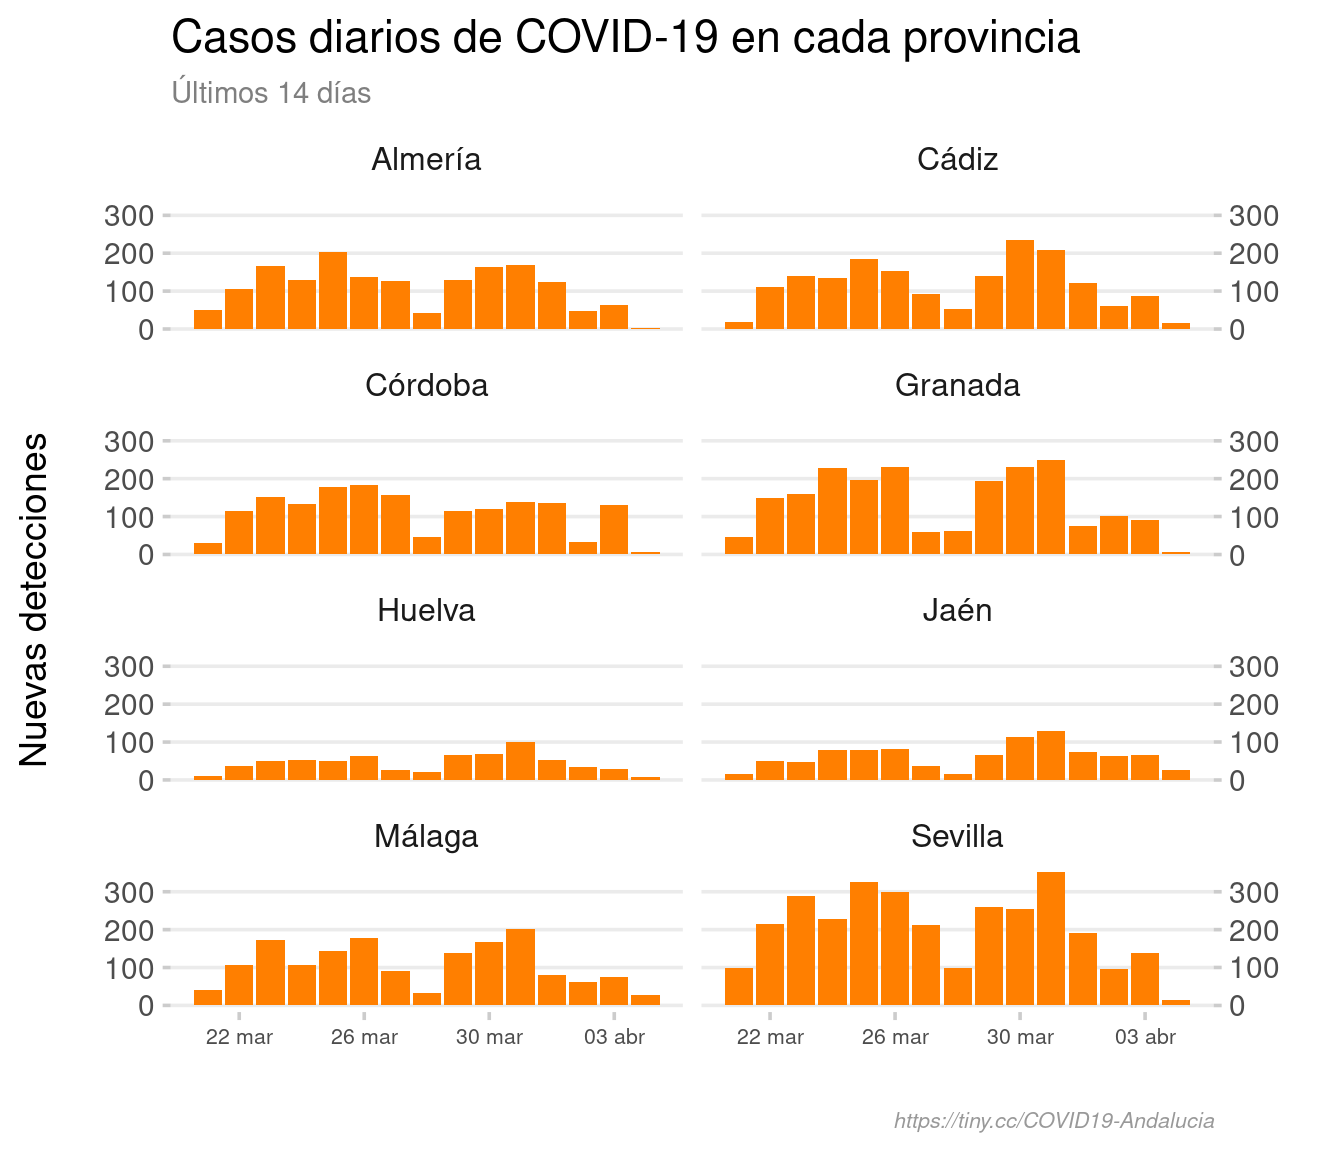 Casos diarios de COVID-19 en cada provincia
Últimos 14 días
Nuevas detecciones
Almería
Cádiz
300
200
100
0
300
200
100
0
Córdoba
Granada
300
200
100
0
300
200
100
0
Huelva
Jaén
300
200
100
0
300
200
100
0
Málaga
Sevilla
300
200
100
0
300
200
100
0
22 mar 26 mar 30 mar 03 abr
22 mar 26 mar 30 mar 03 abr
https://tiny.cc/COVID19-Andalucia